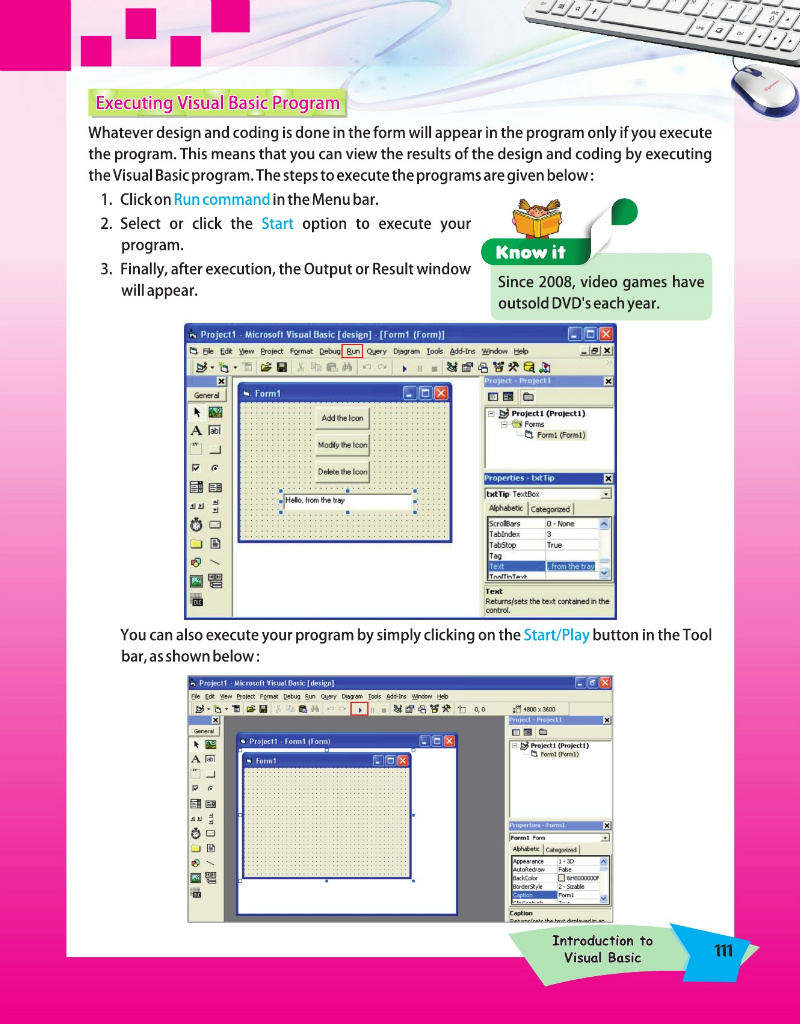 Executing Visual Basic Program
Whatever design and coding is done in the form will appear in the program only if you execute
the program. This means that you can view the results of the design and coding by executing
the Visual Basic program. The steps to execute the programs are given below :
1. Click on Run command in the Menu bar.
2. Select or click the Start option to execute your
program.
3. Finally, after execution, the Output or Result window
will appear.
Know it
Since 2008, video games have
outsold DVD's each year.
Project1 - Microsoft Visual Basic [design] - [Form1 (Form)]
File Edit View Project Format Debug Run Query Diagram Tools Add-Ins Window Help
General
A ab|
Form1
Add the Icon
Modify the Icon
Delete the Icon
Hello, from the tray
Project - Project1
Project1 (Project1)
Forms
Form1 (Form1)
Properties - txtTip
txtTip TextBox
Alphabetic Categorized
ScrollBars 0 - None
TabIndex 3
TabStop True
Tag
Text , from the tray
ToolTipText
Text
Returns/sets the text contained in the
control.
You can also execute your program by simply clicking on the Start/Play button in the Tool
bar, as shown below :
Project1 - Microsoft Visual Basic [design]
File Edit View Project Format Debug Run Query Diagram Tools Add-Ins Window Help
0, 0 4800 x 3600
General
A ab|
Project1 - Form1 (Form)
Form1
Project - Project1
Project1 (Project1)
Form1 (Form1)
Properties - Form1
Form1 Form
Alphabetic Categorized
Appearance 1 - 3D
AutoRedraw False
BackColor &H8000000F
BorderStyle 2 - Sizable
Caption Form1
Caption
Returns/sets the text displayed in an
Introduction to
Visual Basic
111